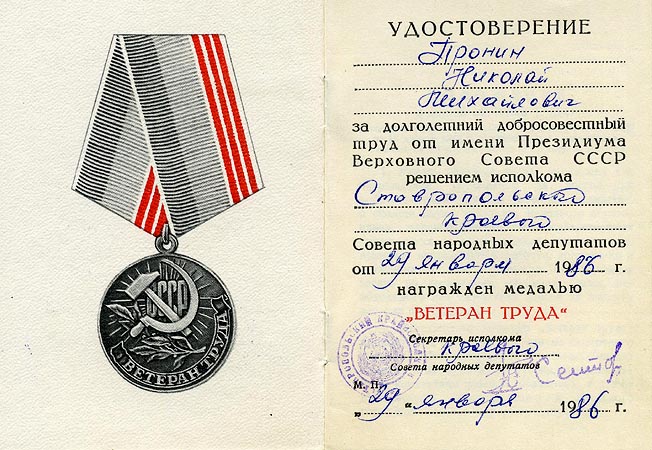 СССР
ВЕТЕРАН ТРУДА
УДОСТОВЕРЕНИЕ
Пронин
Николай
Михайлович
за долголетний добросовестный
труд от имени Президиума
Верховного Совета СССР
решением исполкома
Ставропольского
краевого
Совета народных депутатов
от 29 января 1986 г.
награжден медалью
„ВЕТЕРАН ТРУДА“
Секретарь исполкома
краевого
Совета народных депутатов
М. П.
„29“ января 1986 г.